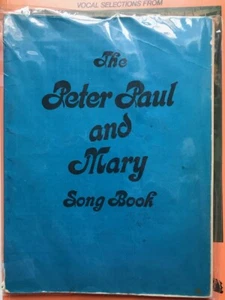 VOCAL SELECTIONS FROM
The
Peter Paul
and
Mary
Song Book